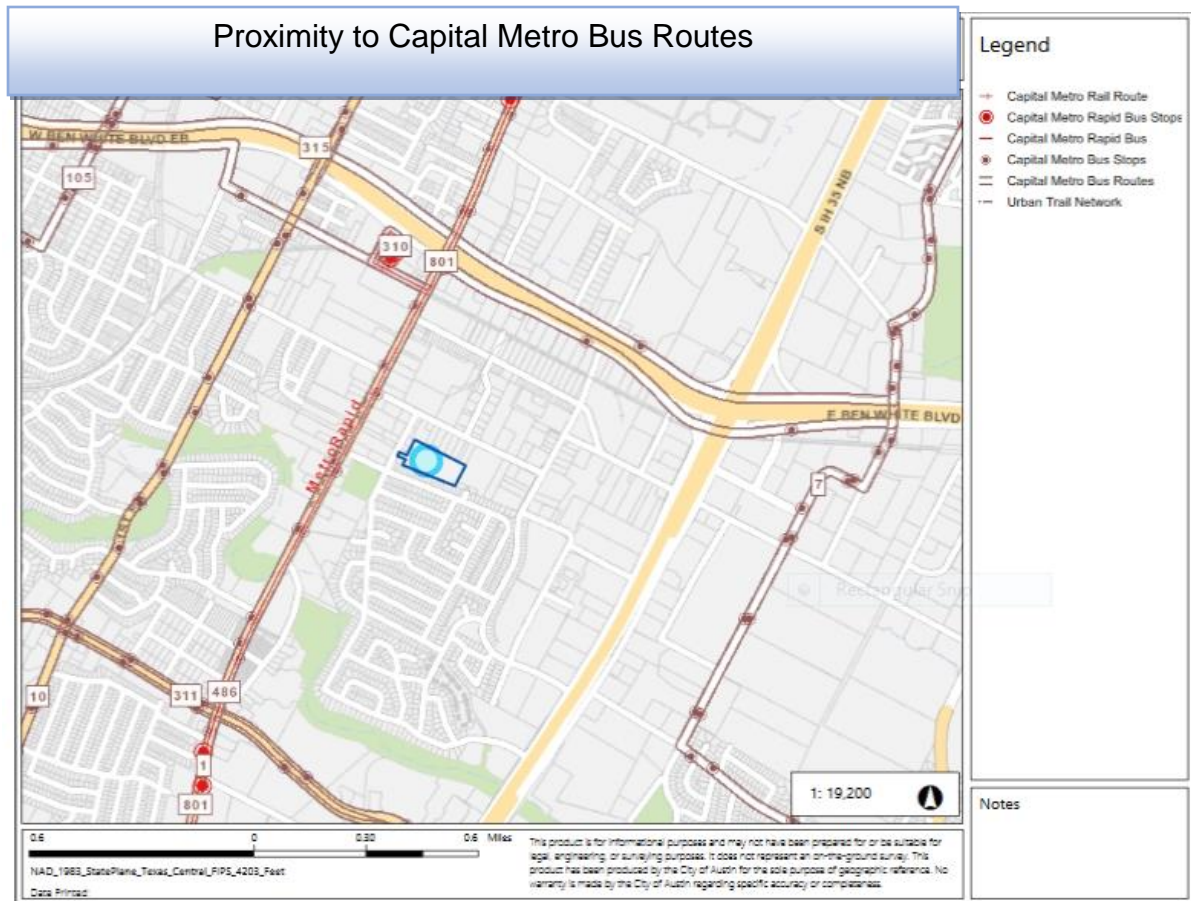 Proximity to Capital Metro Bus Routes
Legend
Capital Metro Rail Route
Capital Metro Rapid Bus Stops
Capital Metro Rapid Bus
Capital Metro Bus Stops
Capital Metro Bus Routes
Urban Trail Network
W BEN WHITE BLVD EB
315
105
310
801
S IH 35 NB
E BEN WHITE BLVD
MetroRapid
7
Rectangular Snip
10
311
486
1
801
1: 19,200
Notes
0.6
0
0.30
0.6 Miles
NAD_1983_StatePlane_Texas_Central_FIPS_4203_Feet
Date Printed:
This product is for informational purposes and may not have been prepared for or be suitable for
legal, engineering, or surveying purposes. It does not represent an on-the-ground survey. This
product has been produced by the City of Austin for the sole purpose of geographic reference. No
warranty is made by the City of Austin regarding specific accuracy or completeness.